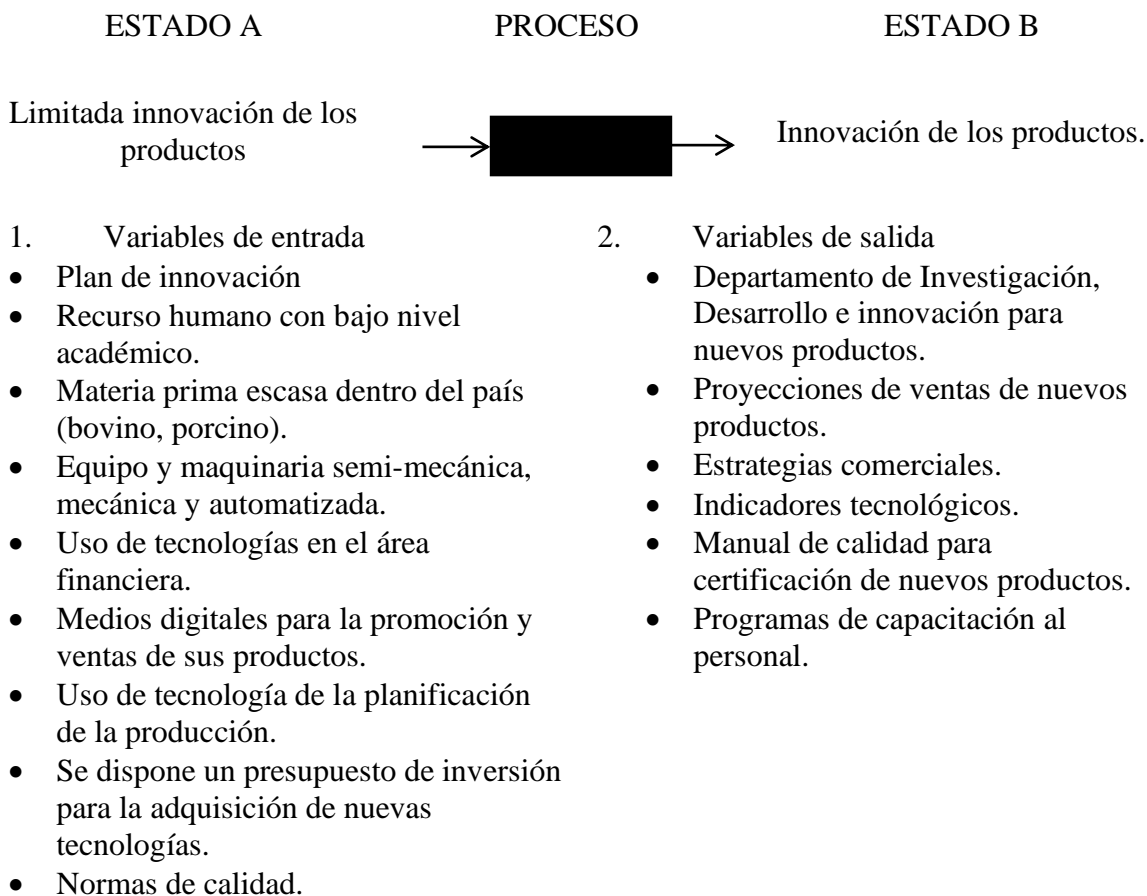 ESTADO A PROCESO ESTADO B
Limitada innovación de los
productos
Innovación de los productos.
1. Variables de entrada
• Plan de innovación
• Recurso humano con bajo nivel
académico.
• Materia prima escasa dentro del país
(bovino, porcino).
• Equipo y maquinaria semi-mecánica,
mecánica y automatizada.
• Uso de tecnologías en el área
financiera.
• Medios digitales para la promoción y
ventas de sus productos.
• Uso de tecnología de la planificación
de la producción.
• Se dispone un presupuesto de inversión
para la adquisición de nuevas
tecnologías.
• Normas de calidad.
2. Variables de salida
• Departamento de Investigación,
Desarrollo e innovación para
nuevos productos.
• Proyecciones de ventas de nuevos
productos.
• Estrategias comerciales.
• Indicadores tecnológicos.
• Manual de calidad para
certificación de nuevos productos.
• Programas de capacitación al
personal.